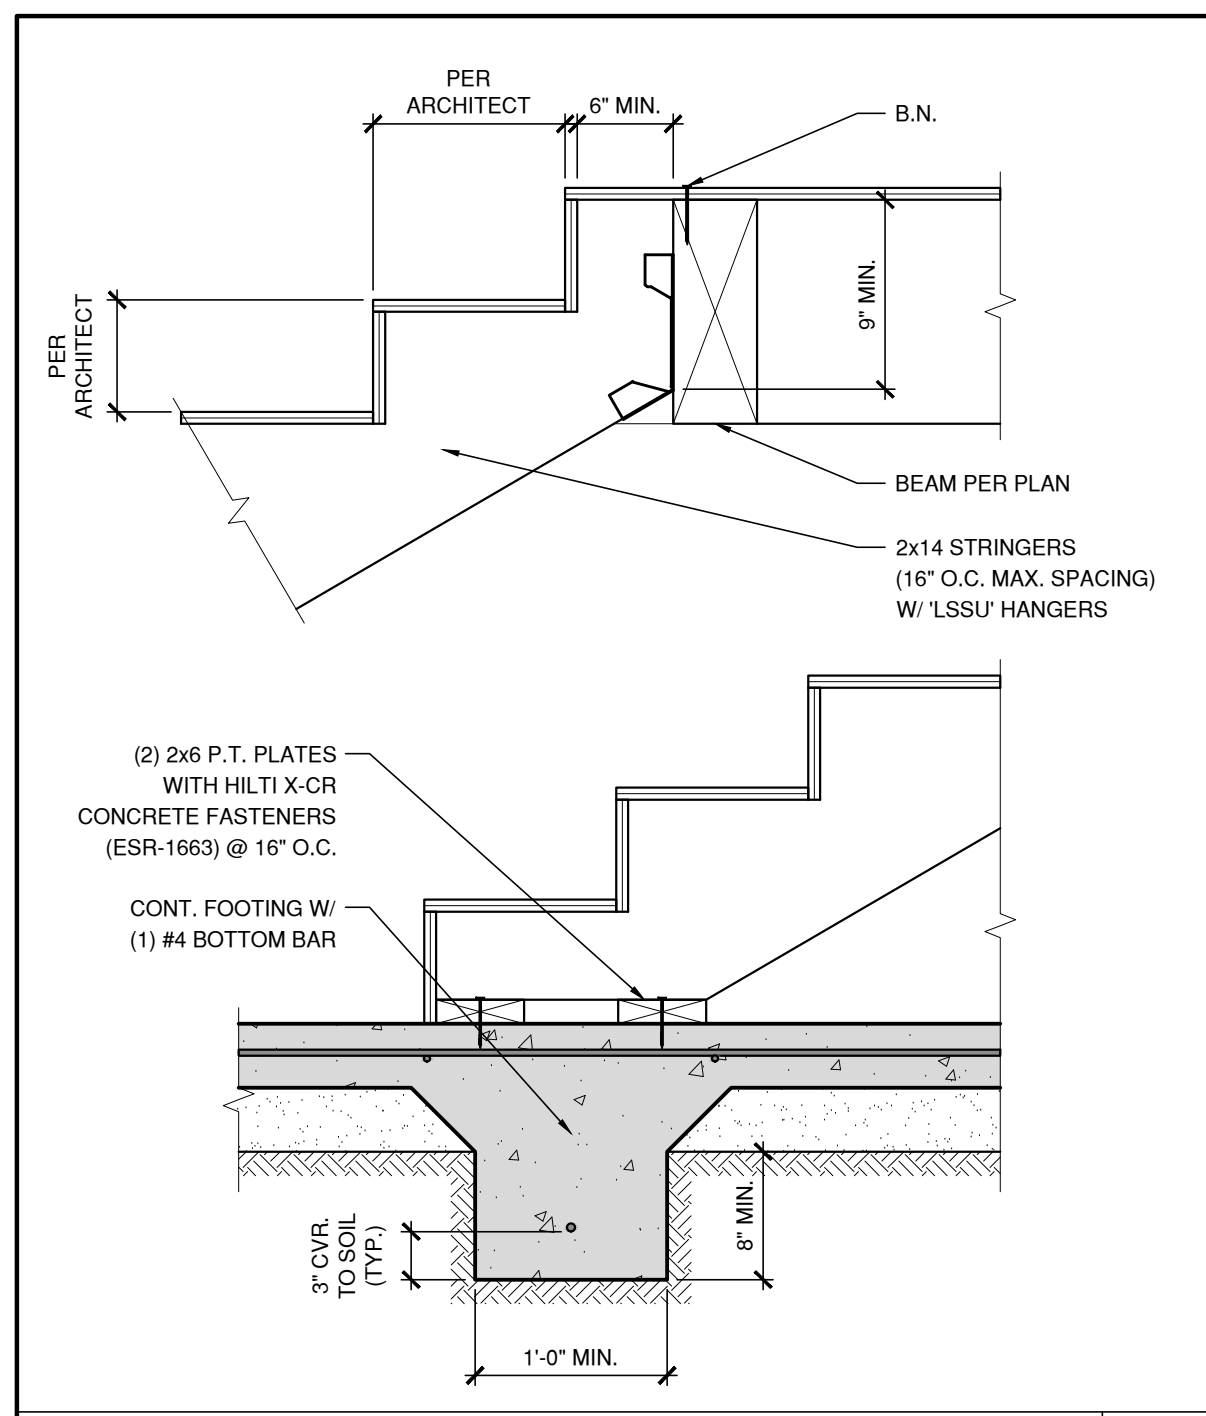 PER
ARCHITECT
6" MIN.
B.N.
PER
ARCHITECT
9" MIN.
BEAM PER PLAN
2x14 STRINGERS
(16" O.C. MAX. SPACING)
W/ 'LSSU' HANGERS
(2) 2x6 P.T. PLATES
WITH HILTI X-CR
CONCRETE FASTENERS
(ESR-1663) @ 16" O.C.
CONT. FOOTING W/
(1) #4 BOTTOM BAR
3" CVR.
TO SOIL
(TYP.)
8" MIN.
1'-0" MIN.